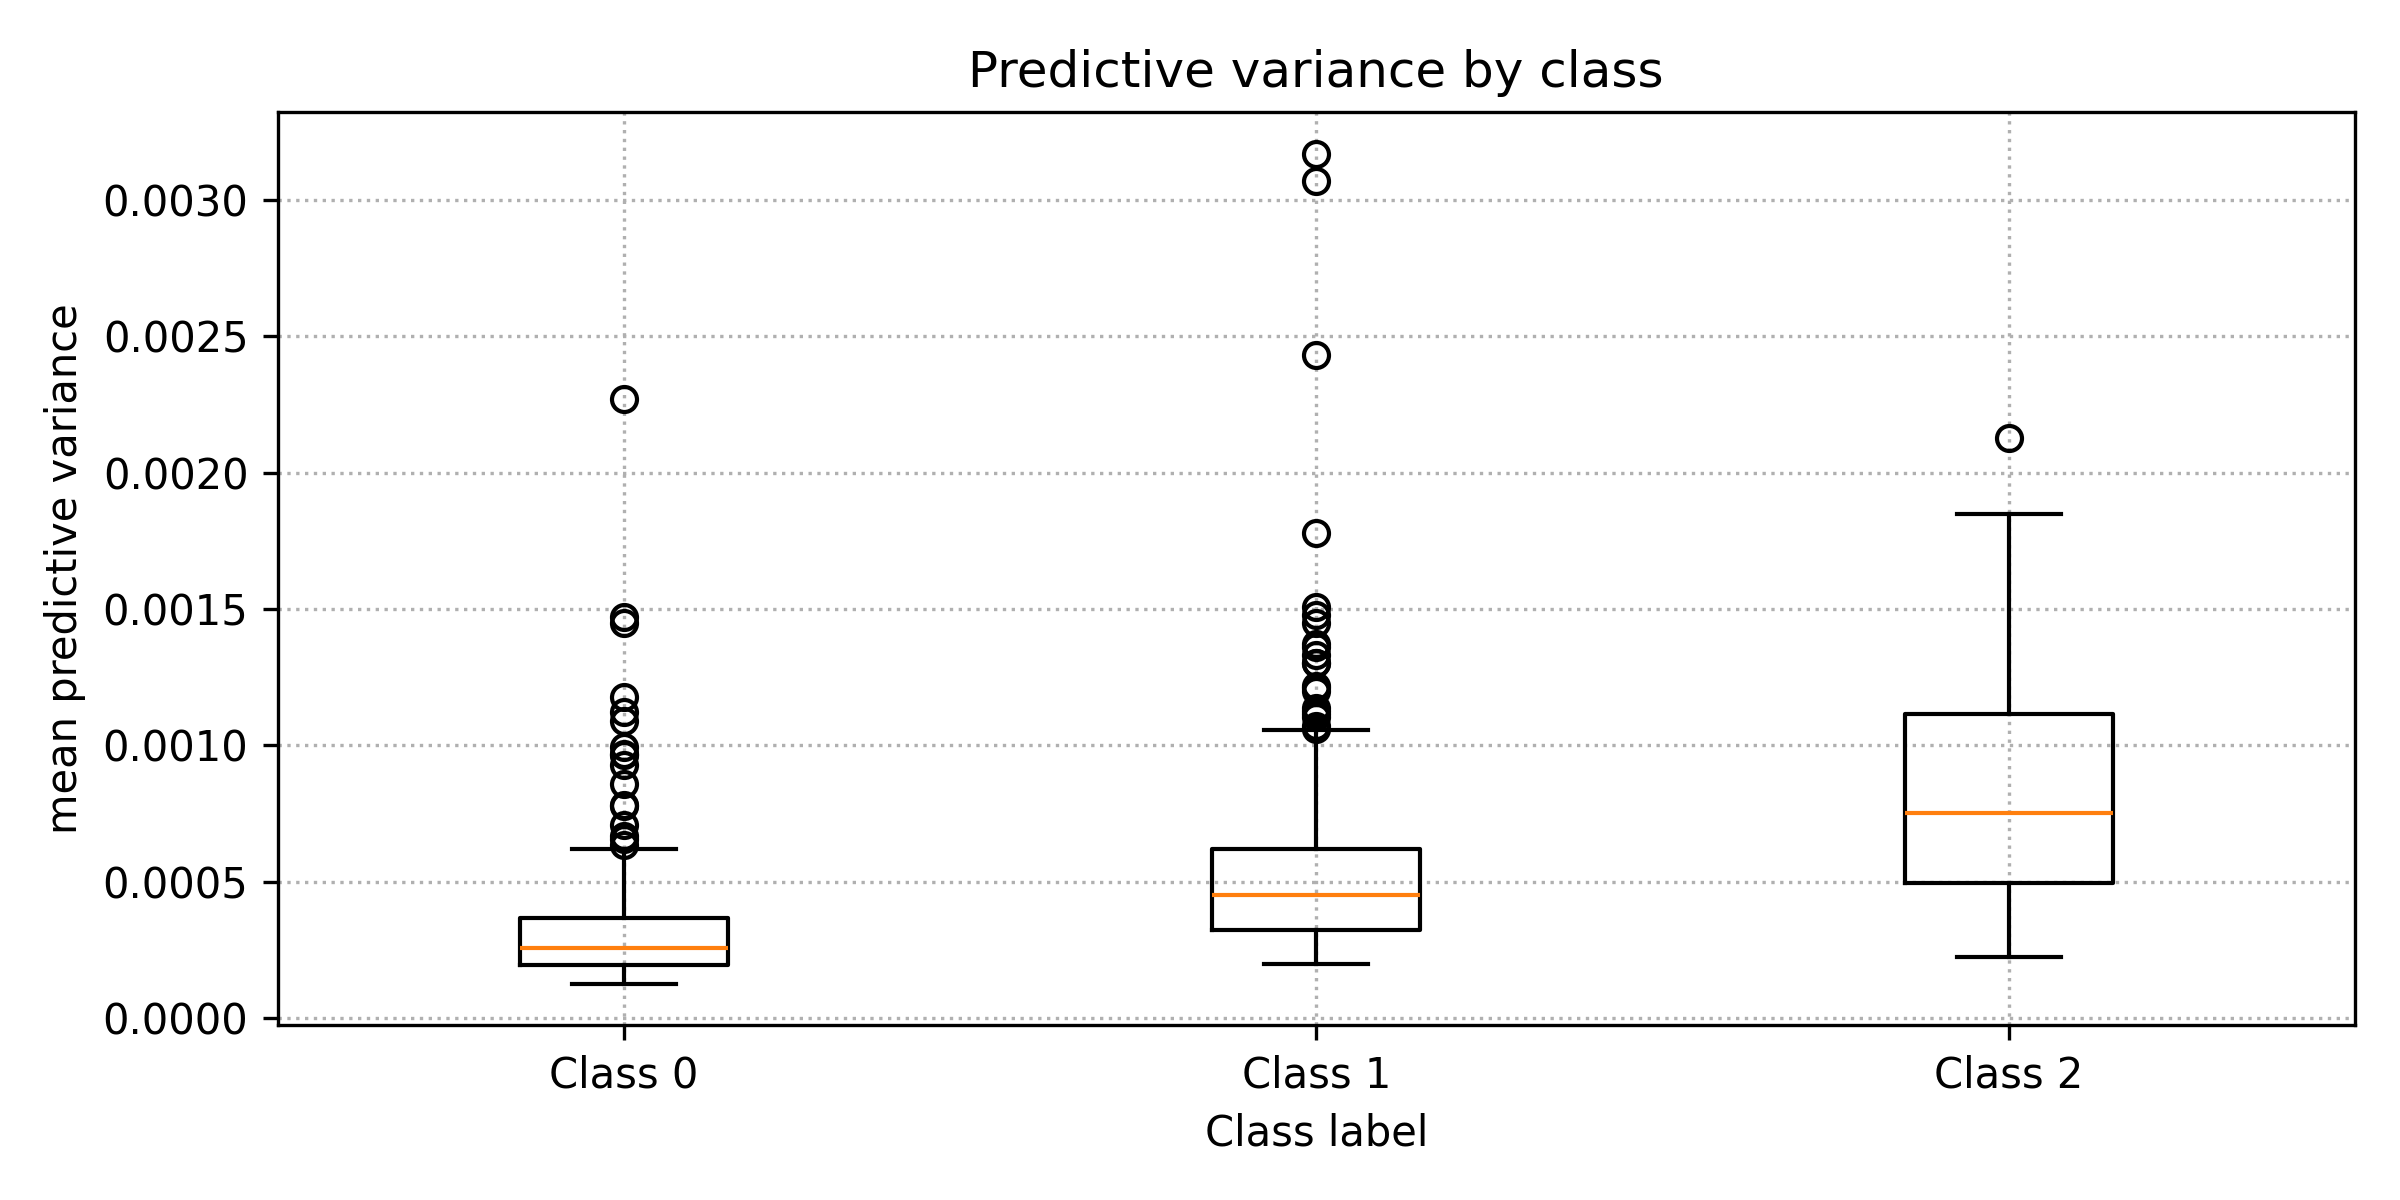 Predictive variance by class
mean predictive variance
0.0030
0.0025
0.0020
0.0015
0.0010
0.0005
0.0000
Class 0 Class 1 Class 2
Class label